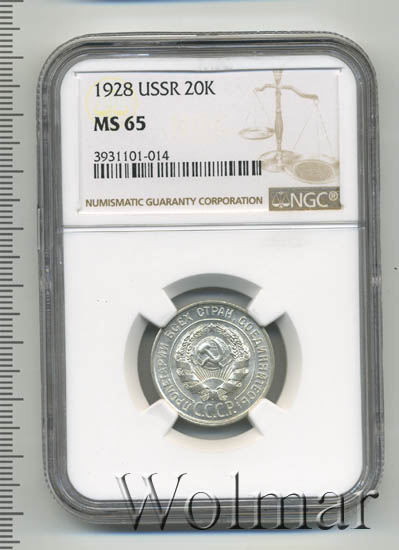 1928 USSR 20K
MS 65
3931101-014
NUMISMATIC GUARANTY CORPORATION
NGC®
ПРОЛЕТАРИИ ВСЕХ СТРАН, СОЕДИНЯЙТЕСЬ!
С.С.С.Р.
Wolmar